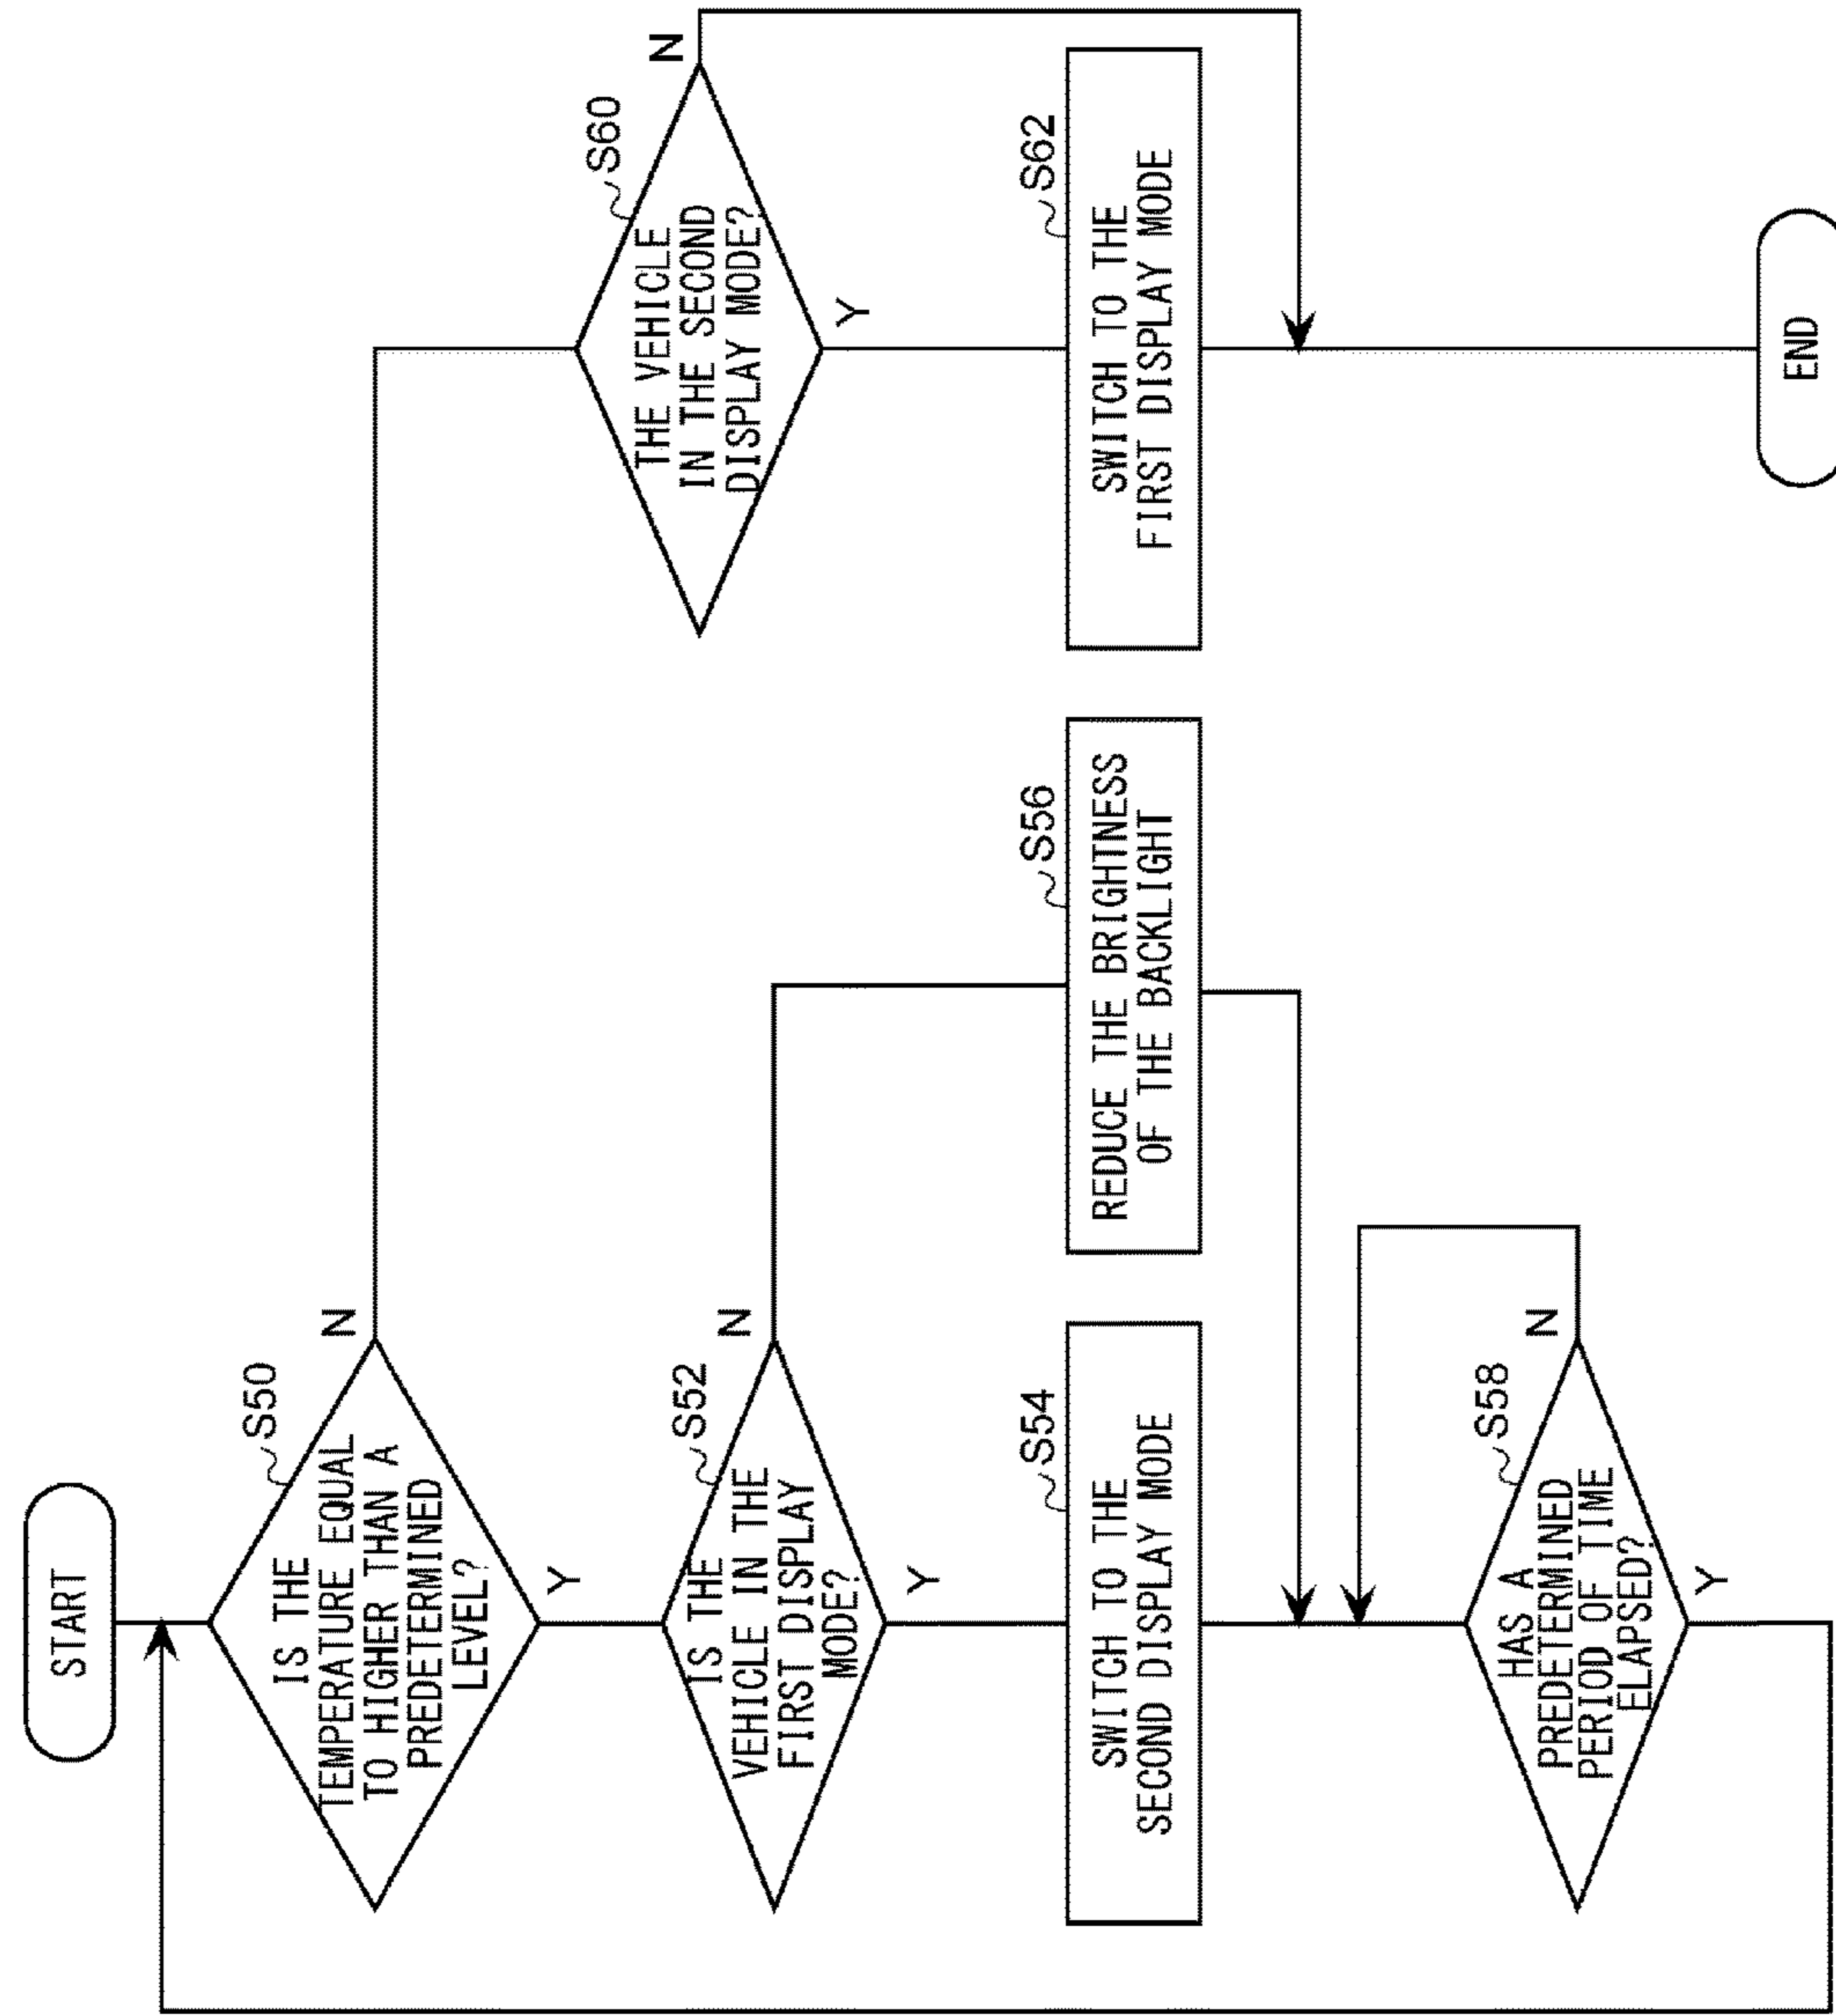 START
S50
IS THE
TEMPERATURE EQUAL
TO HIGHER THAN A
PREDETERMINED
LEVEL?
N
Y
S52
IS THE
VEHICLE IN THE
FIRST DISPLAY
MODE?
N
Y
S54
SWITCH TO THE
SECOND DISPLAY MODE
S56
REDUCE THE BRIGHTNESS
OF THE BACKLIGHT
S58
HAS A
PREDETERMINED
PERIOD OF TIME
ELAPSED?
N
Y
S60
THE VEHICLE
IN THE SECOND
DISPLAY MODE?
N
Y
S62
SWITCH TO THE
FIRST DISPLAY MODE
END